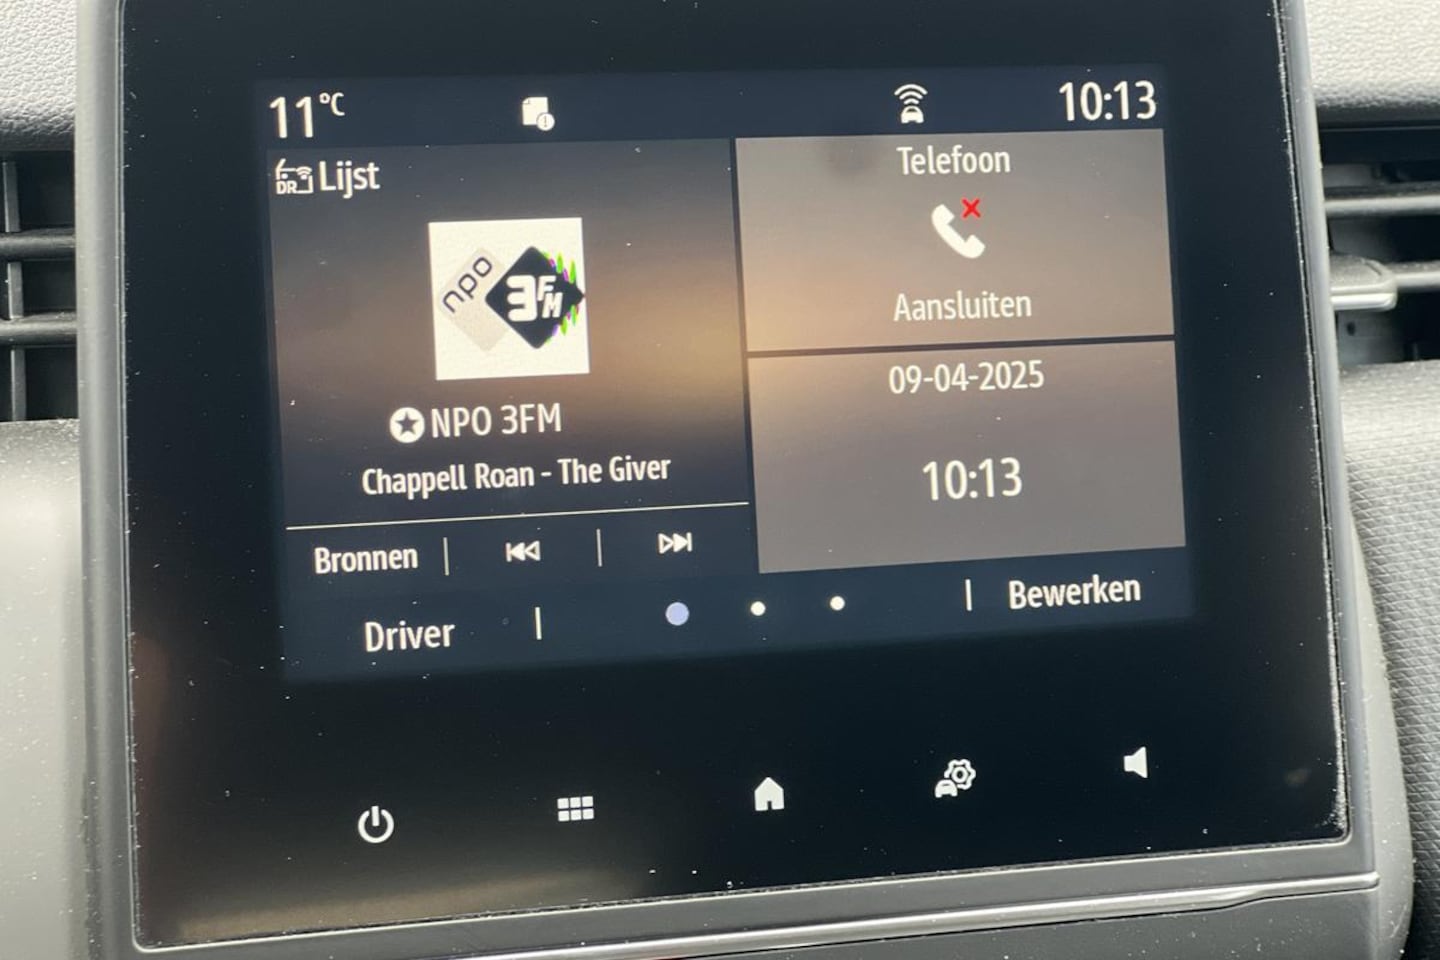 11°C
10:13
DR Lijst
npo 3FM
NPO 3FM
Chappell Roan - The Giver
Bronnen
Telefoon
Aansluiten
09-04-2025
10:13
Driver
Bewerken